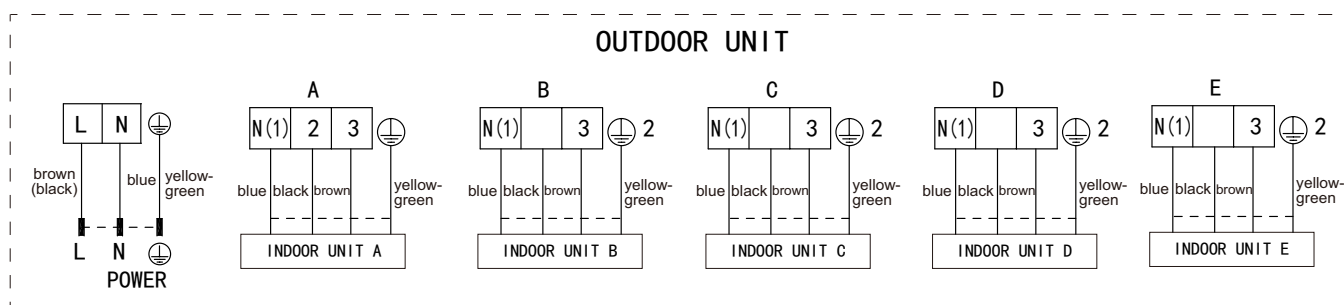 OUTDOOR UNIT
L N
brown (black)
blue
yellow-green
L N
POWER
A
N(1) 2 3
blue black brown yellow-green
INDOOR UNIT A
B
N(1) 3 2
blue black brown yellow-green
INDOOR UNIT B
C
N(1) 3 2
blue black brown yellow-green
INDOOR UNIT C
D
N(1) 3 2
blue black brown yellow-green
INDOOR UNIT D
E
N(1) 3 2
blue black brown yellow-green
INDOOR UNIT E